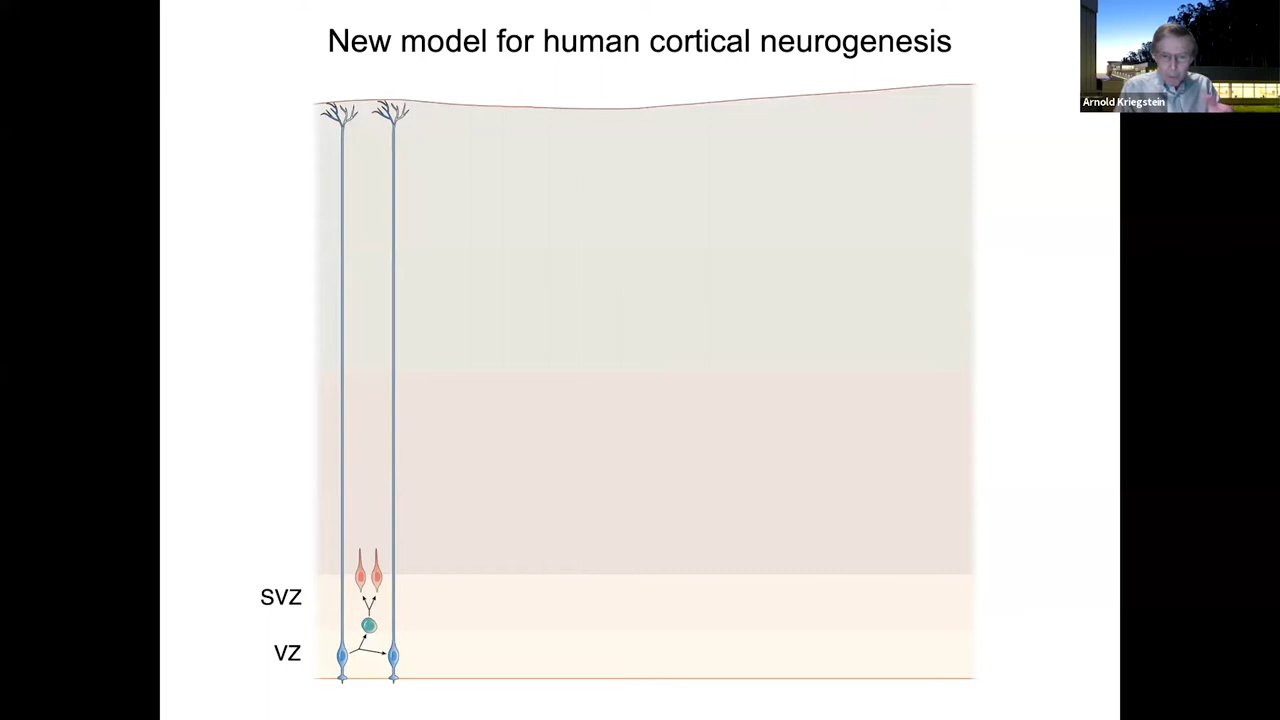 New model for human cortical neurogenesis
Arnold Kriegstein
SVZ
VZ